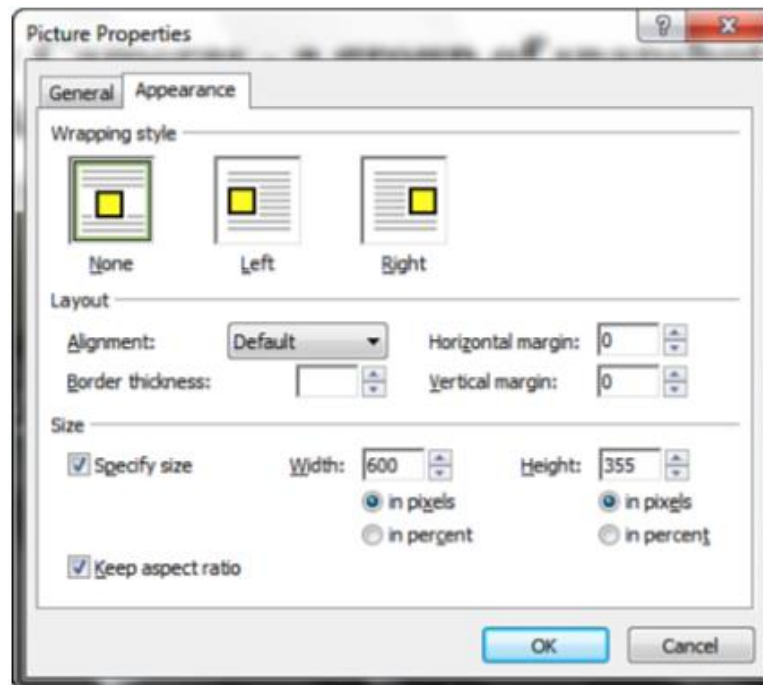 Picture Properties
General Appearance
Wrapping style
None Left Right
Layout
Alignment: Default Horizontal margin: 0
Border thickness: Vertical margin: 0
Size
Specify size Width: 600 Height: 355
in pixels in pixels
in percent in percent
Keep aspect ratio
OK Cancel